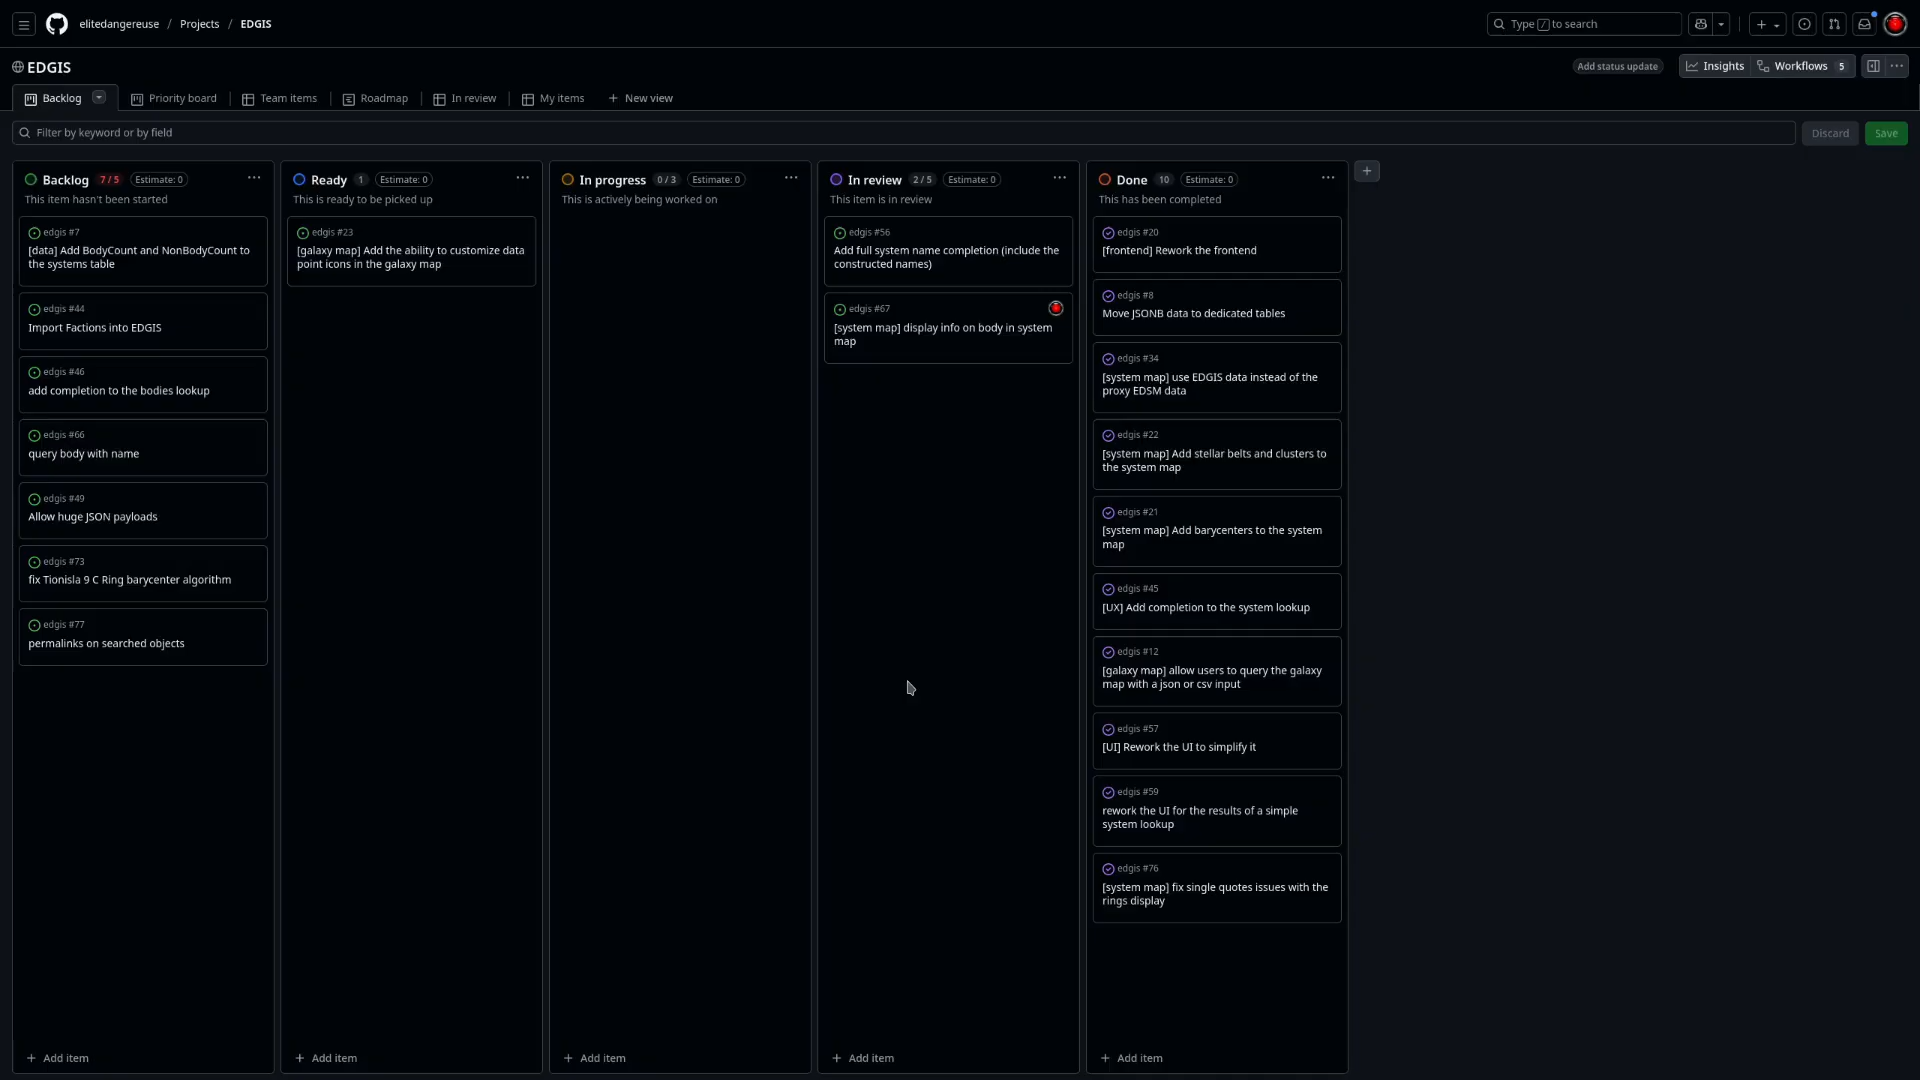 elitedangereuse / Projects / EDGIS
Type / to search
EDGIS
Add status update
Insights
Workflows 5
Backlog
Priority board
Team items
Roadmap
In review
My items
New view
Filter by keyword or by field
Discard
Save
Backlog 7 / 5 Estimate: 0
This item hasn't been started
edgis #7
[data] Add BodyCount and NonBodyCount to
the systems table
edgis #44
Import Factions into EDGIS
edgis #46
add completion to the bodies lookup
edgis #66
query body with name
edgis #49
Allow huge JSON payloads
edgis #73
fix Tionisla 9 C Ring barycenter algorithm
edgis #77
permalinks on searched objects
Add item
Ready 1 Estimate: 0
This is ready to be picked up
edgis #23
[galaxy map] Add the ability to customize data
point icons in the galaxy map
Add item
In progress 0 / 3 Estimate: 0
This is actively being worked on
Add item
In review 2 / 5 Estimate: 0
This item is in review
edgis #56
Add full system name completion (include the
constructed names)
edgis #67
[system map] display info on body in system
map
Add item
Done 10 Estimate: 0
This has been completed
edgis #20
[frontend] Rework the frontend
edgis #8
Move JSONB data to dedicated tables
edgis #34
[system map] use EDGIS data instead of the
proxy EDSM data
edgis #22
[system map] Add stellar belts and clusters to
the system map
edgis #21
[system map] Add barycenters to the system
map
edgis #45
[UX] Add completion to the system lookup
edgis #12
[galaxy map] allow users to query the galaxy
map with a json or csv input
edgis #57
[UI] Rework the UI to simplify it
edgis #59
rework the UI for the results of a simple
system lookup
edgis #76
[system map] fix single quotes issues with the
rings display
Add item